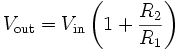 V_out = V_in (1 + R_2/R_1)